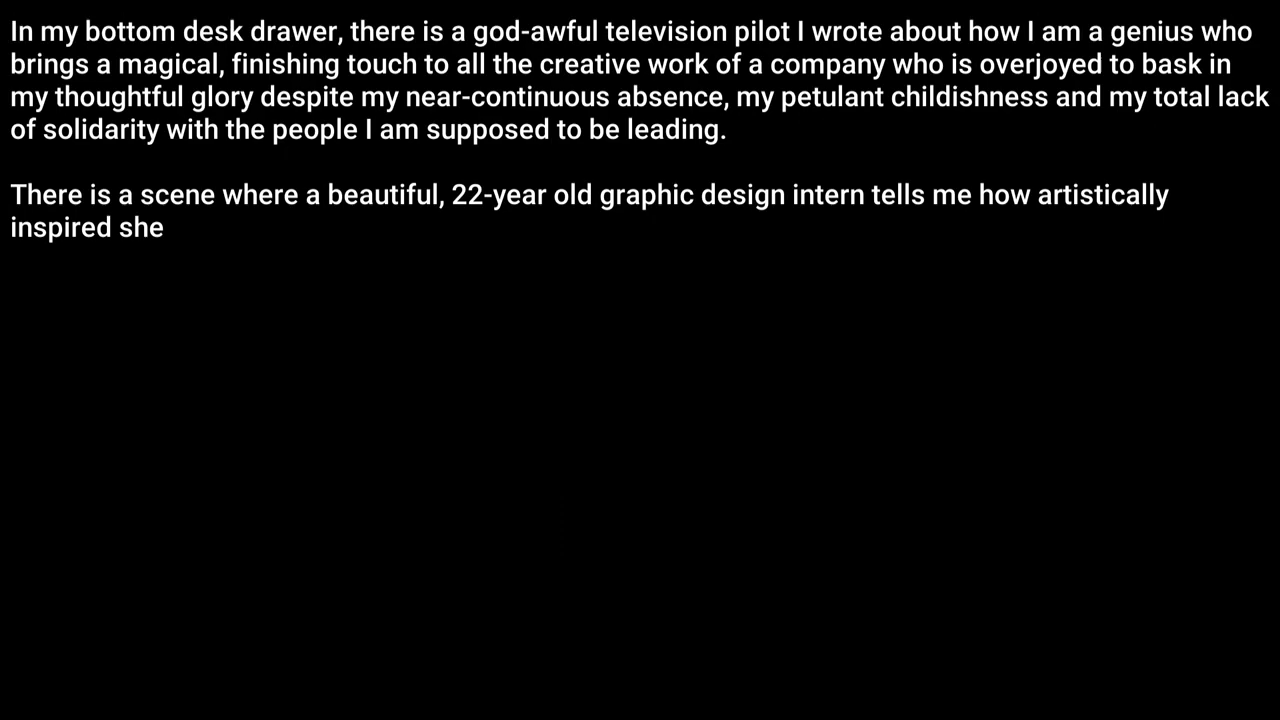 In my bottom desk drawer, there is a god-awful television pilot I wrote about how I am a genius who
brings a magical, finishing touch to all the creative work of a company who is overjoyed to bask in
my thoughtful glory despite my near-continuous absence, my petulant childishness and my total lack
of solidarity with the people I am supposed to be leading.
There is a scene where a beautiful, 22-year old graphic design intern tells me how artistically
inspired she